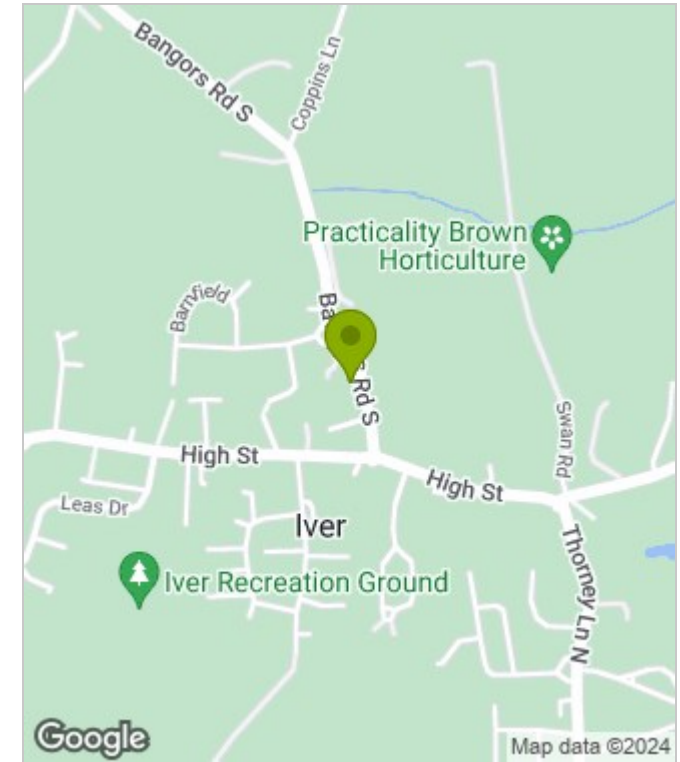 Bangors Rd S
Coppins Ln
Practicality Brown
Horticulture
Barnfield
Ba
s Rd S
Swan Rd
High St
High St
Leas Dr
Iver
Thorney Ln N
Iver Recreation Ground
Google
Map data ©2024